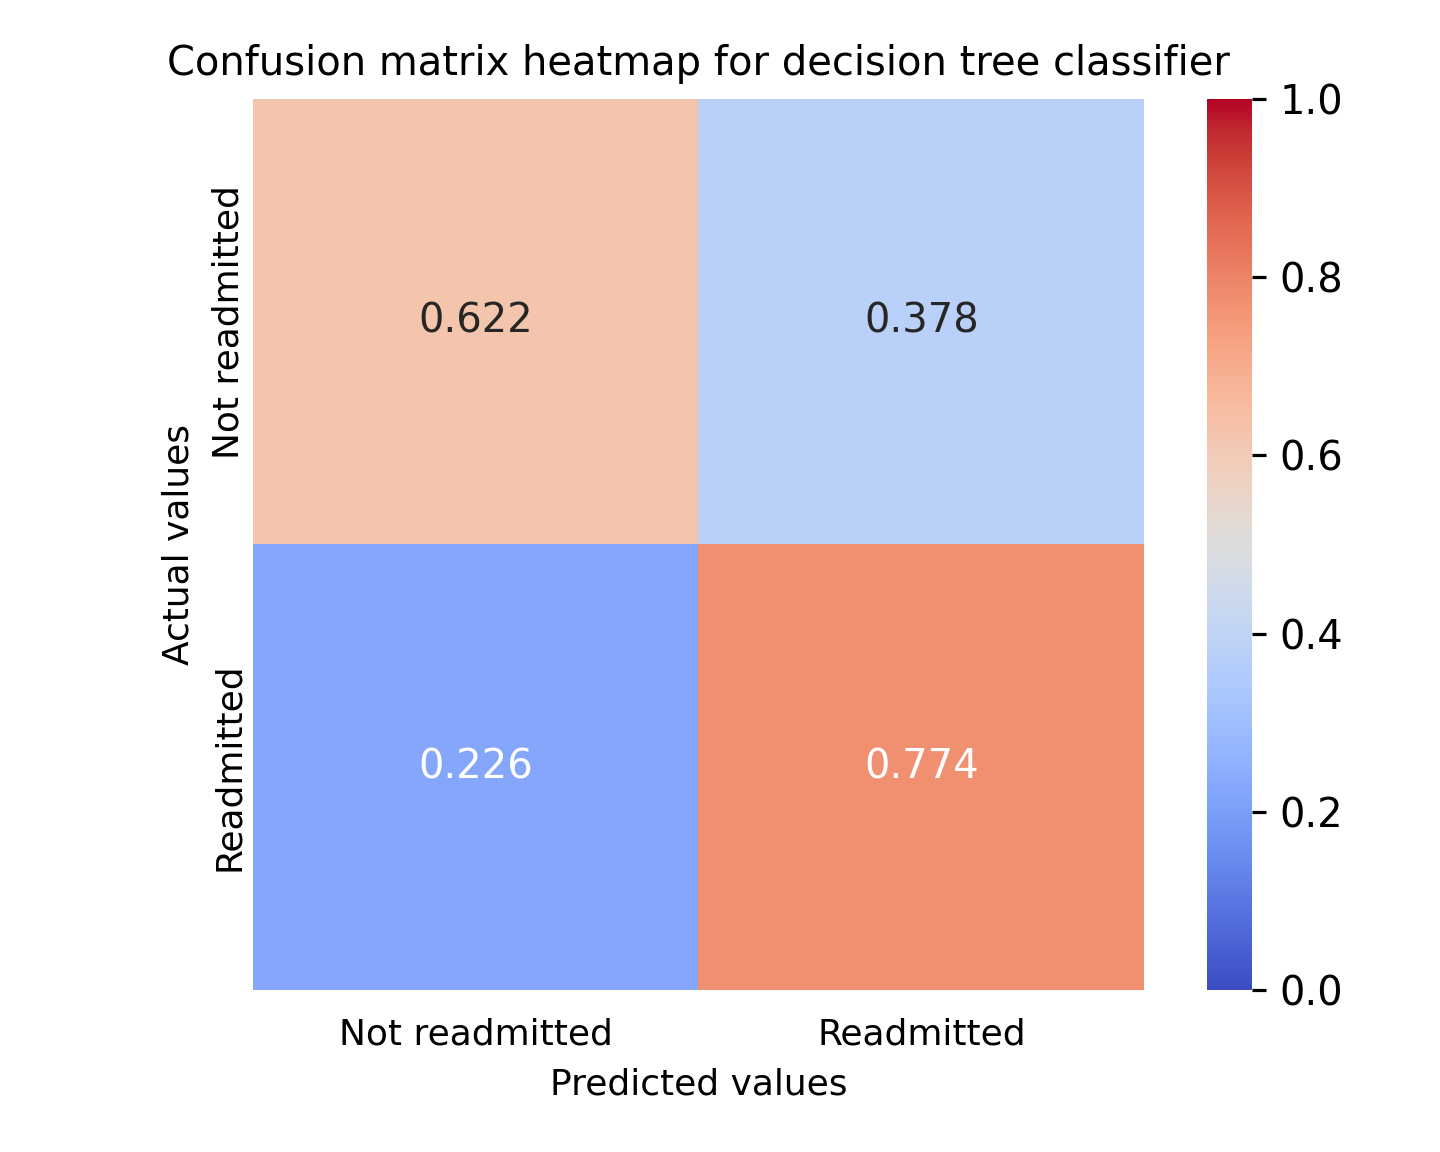 Confusion matrix heatmap for decision tree classifier
Actual values
Not readmitted
Readmitted
0.622
0.378
0.226
0.774
Not readmitted
Readmitted
Predicted values
1.0
0.8
0.6
0.4
0.2
0.0